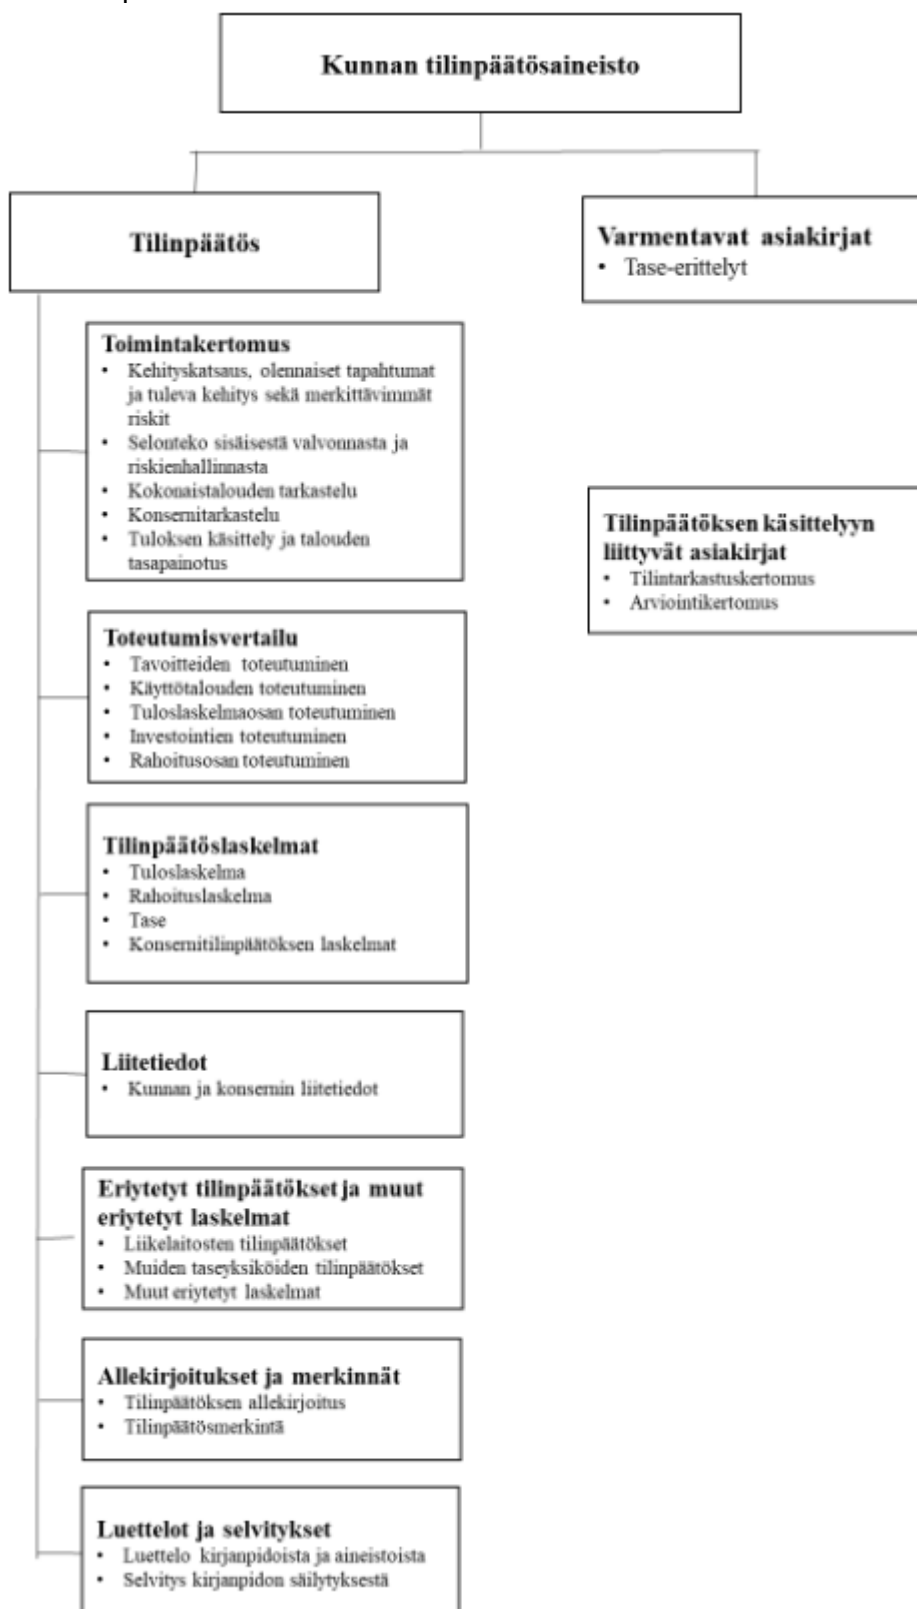 Kunnan tilinpäätösaineisto
Tilinpäätös
Varmentavat asiakirjat
• Tase-erittelyt
Toimintakertomus
• Kehityskatsaus, olennaiset tapahtumat
ja tuleva kehitys sekä merkittävimmät
riskit
• Selonteko sisäisestä valvonnasta ja
riskienhallinnasta
• Kokonaistalouden tarkastelu
• Konsernitarkastelu
• Tuloksen käsittely ja talouden
tasapainotus
Tilinpäätöksen käsittelyyn
liittyvät asiakirjat
• Tilintarkastuskertomus
• Arviointikertomus
Toteutumisvertailu
• Tavoitteiden toteutuminen
• Käyttötalouden toteutuminen
• Tuloslaskelmaosan toteutuminen
• Investointien toteutuminen
• Rahoitusosan toteutuminen
Tilinpäätöslaskelmat
• Tuloslaskelma
• Rahoituslaskelma
• Tase
• Konsernitilinpäätöksen laskelmat
Liitetiedot
• Kunnan ja konsernin liitetiedot
Eriytetyt tilinpäätökset ja muut
eriytetyt laskelmat
• Liikelaitosten tilinpäätökset
• Muiden taseyksiköiden tilinpäätökset
• Muut eriytetyt laskelmat
Allekirjoitukset ja merkinnät
• Tilinpäätöksen allekirjoitus
• Tilinpäätösmerkintä
Luettelot ja selvitykset
• Luettelo kirjanpidoista ja aineistoista
• Selvitys kirjanpidon säilytyksestä